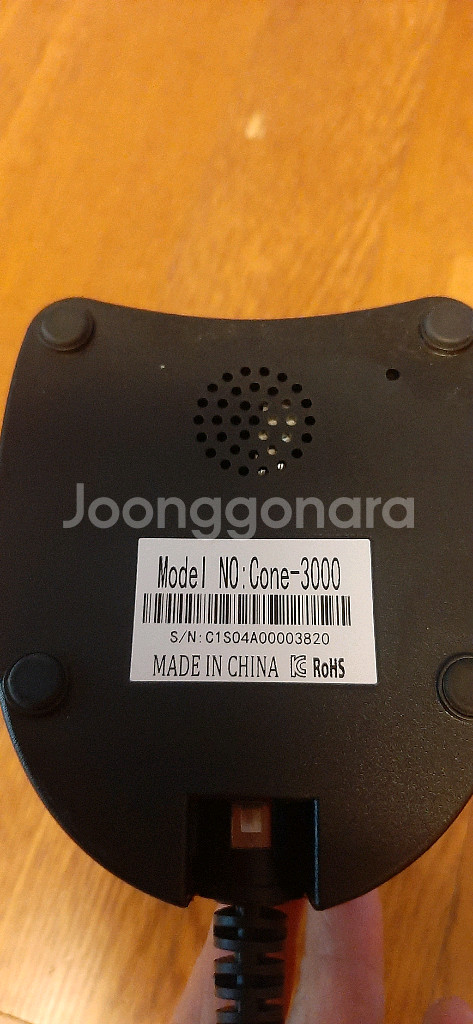 Joonggonara
Model NO:Cone-3000
S/N:C1S04A00003820
MADE IN CHINA RoHS